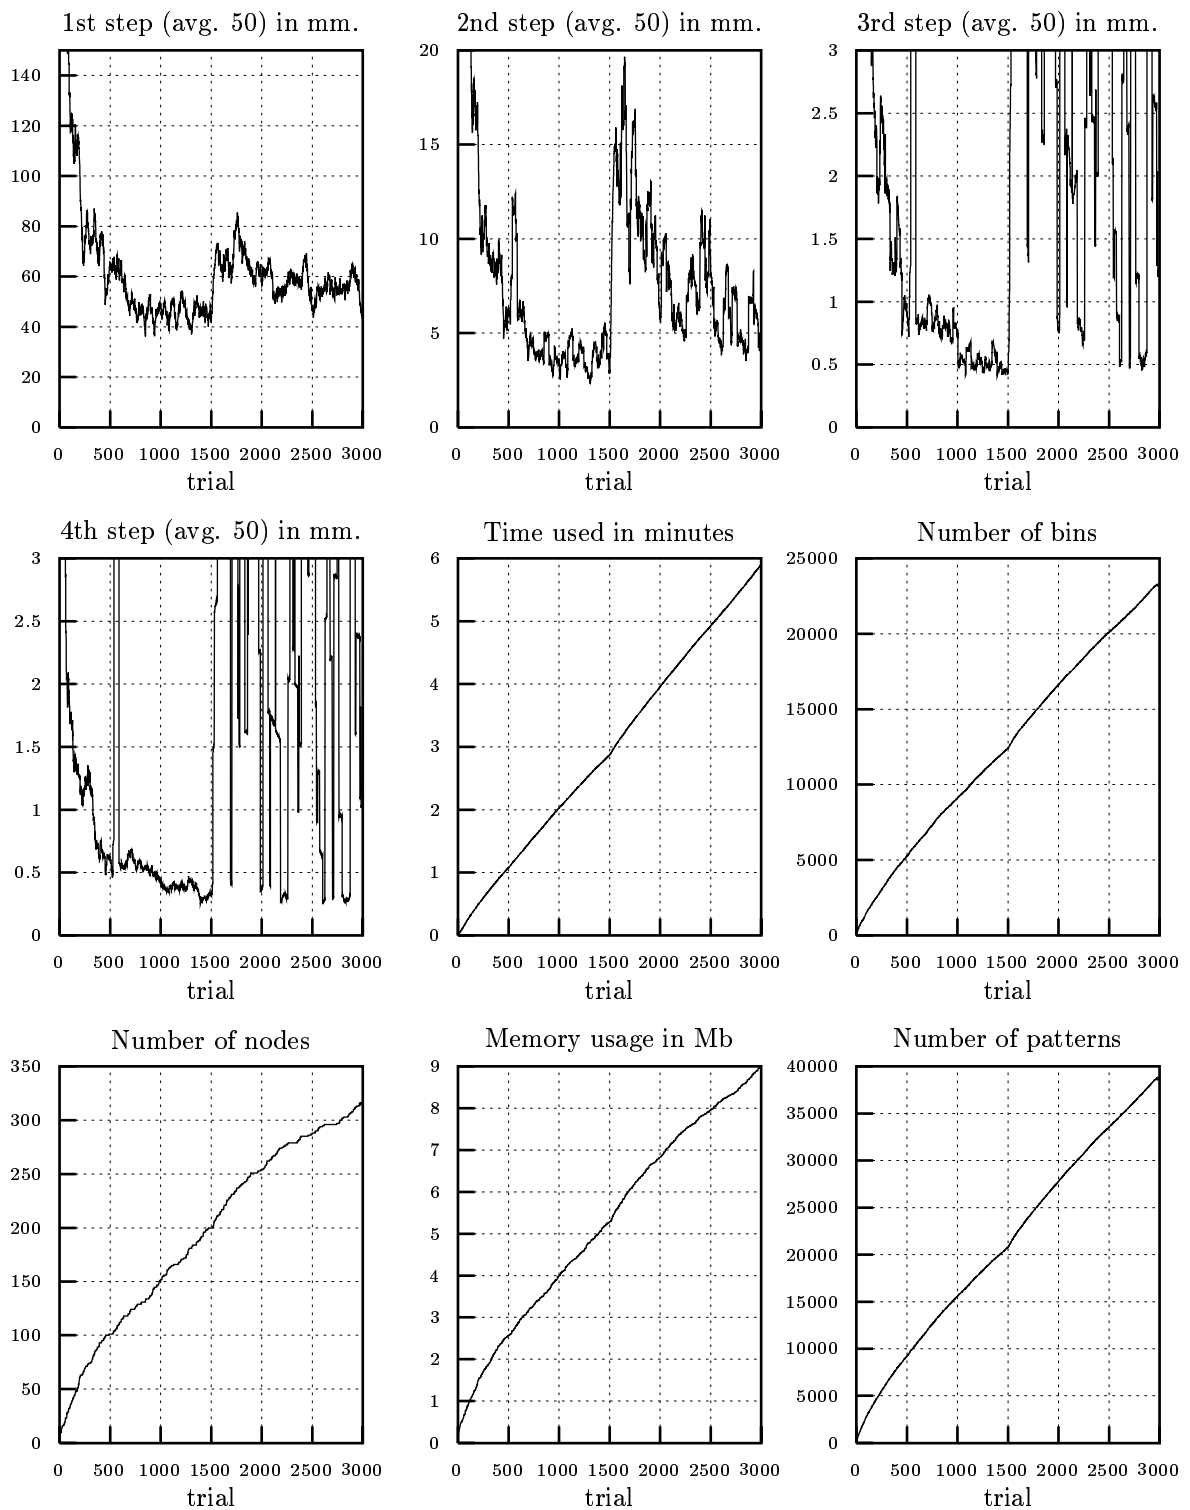 1st step (avg. 50) in mm.
140
120
100
80
60
40
20
0
0 500 1000 1500 2000 2500 3000
trial
2nd step (avg. 50) in mm.
20
15
10
5
0
0 500 1000 1500 2000 2500 3000
trial
3rd step (avg. 50) in mm.
3
2.5
2
1.5
1
0.5
0
0 500 1000 1500 2000 2500 3000
trial
4th step (avg. 50) in mm.
3
2.5
2
1.5
1
0.5
0
0 500 1000 1500 2000 2500 3000
trial
Time used in minutes
6
5
4
3
2
1
0
0 500 1000 1500 2000 2500 3000
trial
Number of bins
25000
20000
15000
10000
5000
0
0 500 1000 1500 2000 2500 3000
trial
Number of nodes
350
300
250
200
150
100
50
0
0 500 1000 1500 2000 2500 3000
trial
Memory usage in Mb
9
8
7
6
5
4
3
2
1
0
0 500 1000 1500 2000 2500 3000
trial
Number of patterns
40000
35000
30000
25000
20000
15000
10000
5000
0
0 500 1000 1500 2000 2500 3000
trial